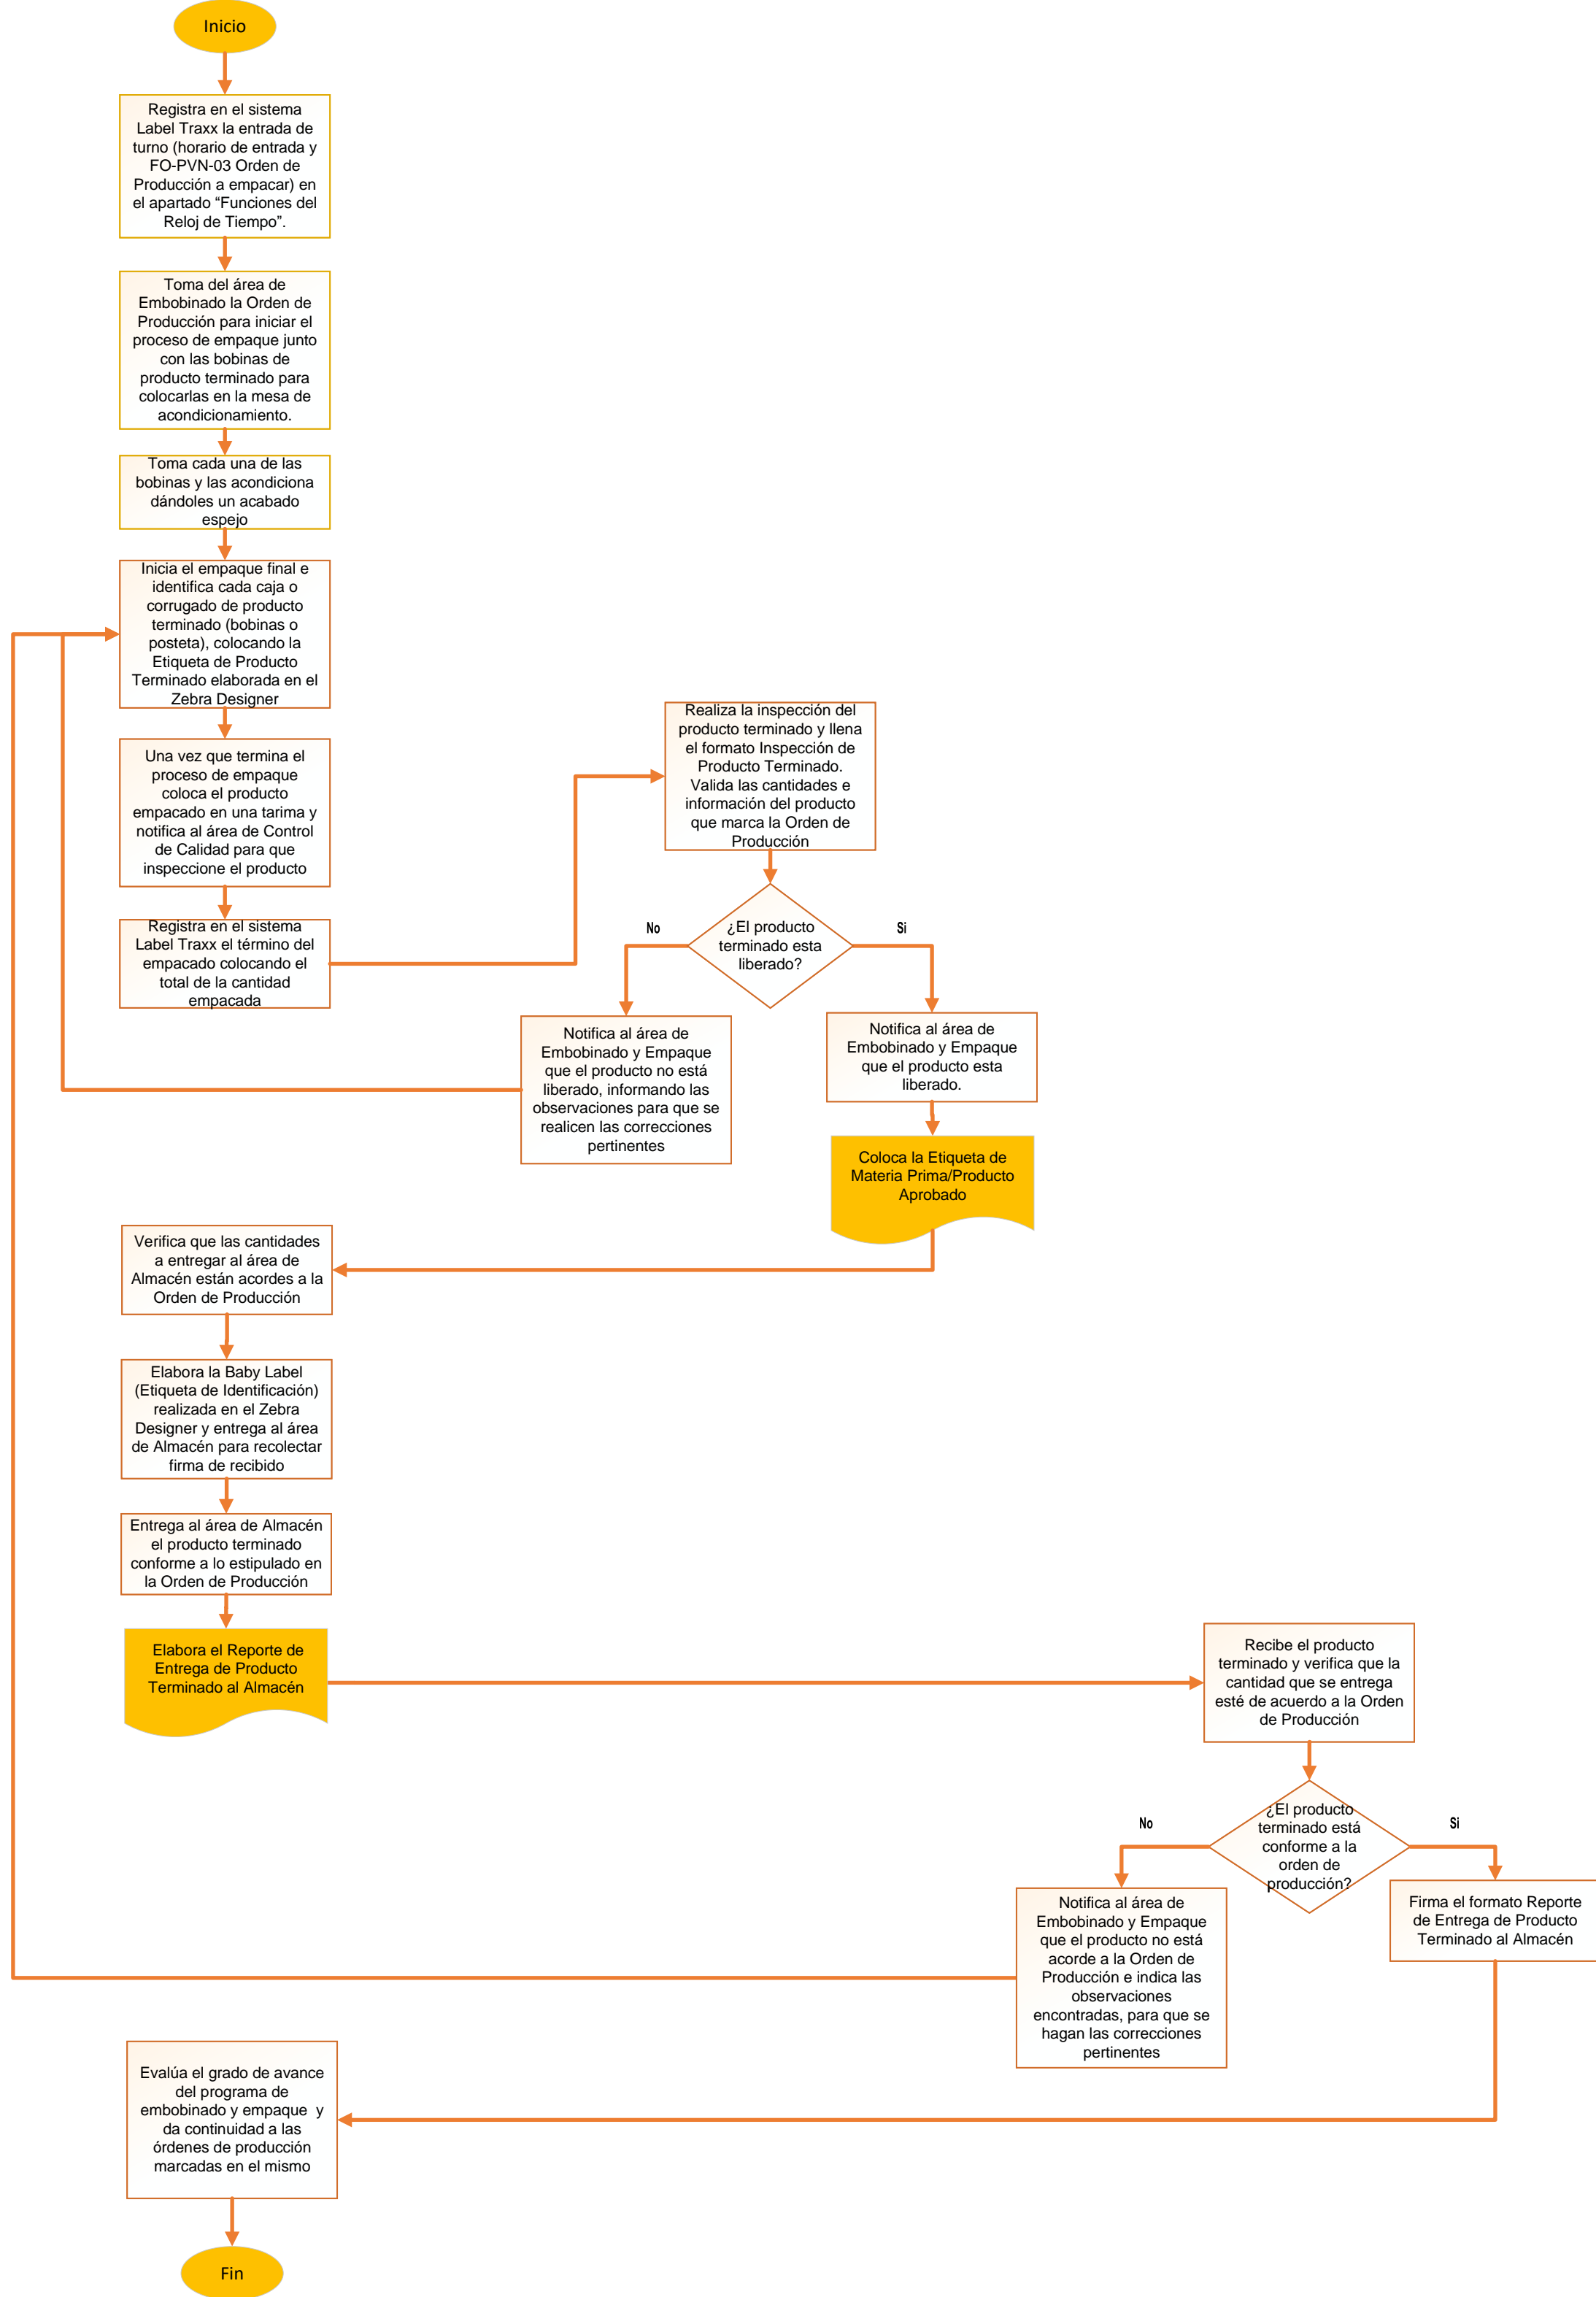 Inicio
Registra en el sistema
Label Traxx la entrada de
turno (horario de entrada y
FO-PVN-03 Orden de
Producción a empacar) en
el apartado “Funciones del
Reloj de Tiempo”.
Toma del área de
Embobinado la Orden de
Producción para iniciar el
proceso de empaque junto
con las bobinas de
producto terminado para
colocarlas en la mesa de
acondicionamiento.
Toma cada una de las
bobinas y las acondiciona
dándoles un acabado
espejo
Inicia el empaque final e
identifica cada caja o
corrugado de producto
terminado (bobinas o
posteta), colocando la
Etiqueta de Producto
Terminado elaborada en el
Zebra Designer
Una vez que termina el
proceso de empaque
coloca el producto
empacado en una tarima y
notifica al área de Control
de Calidad para que
inspeccione el producto
Registra en el sistema
Label Traxx el término del
empacado colocando el
total de la cantidad
empacada
Realiza la inspección del
producto terminado y llena
el formato Inspección de
Producto Terminado.
Valida las cantidades e
información del producto
que marca la Orden de
Producción
¿El producto
terminado esta
liberado?
No
Si
Notifica al área de
Embobinado y Empaque
que el producto no está
liberado, informando las
observaciones para que se
realicen las correcciones
pertinentes
Notifica al área de
Embobinado y Empaque
que el producto esta
liberado.
Coloca la Etiqueta de
Materia Prima/Producto
Aprobado
Verifica que las cantidades
a entregar al área de
Almacén están acordes a la
Orden de Producción
Elabora la Baby Label
(Etiqueta de Identificación)
realizada en el Zebra
Designer y entrega al área
de Almacén para recolectar
firma de recibido
Entrega al área de Almacén
el producto terminado
conforme a lo estipulado en
la Orden de Producción
Elabora el Reporte de
Entrega de Producto
Terminado al Almacén
Recibe el producto
terminado y verifica que la
cantidad que se entrega
esté de acuerdo a la Orden
de Producción
¿El producto
terminado está
conforme a la
orden de
producción?
No
Si
Notifica al área de
Embobinado y Empaque
que el producto no está
acorde a la Orden de
Producción e indica las
observaciones
encontradas, para que se
hagan las correcciones
pertinentes
Firma el formato Reporte
de Entrega de Producto
Terminado al Almacén
Evalúa el grado de avance
del programa de
embobinado y empaque  y
da continuidad a las
órdenes de producción
marcadas en el mismo
Fin